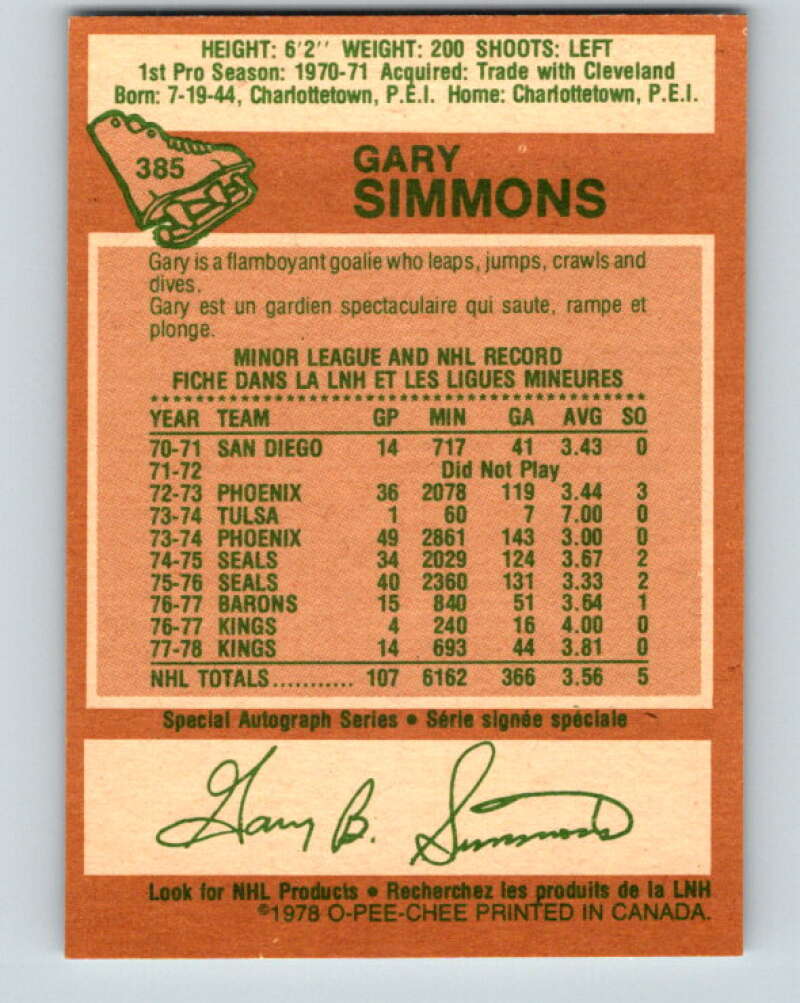 HEIGHT: 6'2'' WEIGHT: 200 SHOOTS: LEFT
1st Pro Season: 1970-71 Acquired: Trade with Cleveland
Born: 7-19-44, Charlottetown, P.E.I. Home: Charlottetown, P.E.I.
385
GARY
SIMMONS
Gary is a flamboyant goalie who leaps, jumps, crawls and
dives.
Gary est un gardien spectaculaire qui saute, rampe et
plonge.
MINOR LEAGUE AND NHL RECORD
FICHE DANS LA LNH ET LES LIGUES MINEURES
YEAR TEAM GP MIN GA AVG SO
70-71 SAN DIEGO 14 717 41 3.43 0
71-72 Did Not Play
72-73 PHOENIX 36 2078 119 3.44 3
73-74 TULSA 1 60 7 7.00 0
73-74 PHOENIX 49 2861 143 3.00 0
74-75 SEALS 34 2029 124 3.67 2
75-76 SEALS 40 2360 131 3.33 2
76-77 BARONS 15 840 51 3.64 1
76-77 KINGS 4 240 16 4.00 0
77-78 KINGS 14 693 44 3.81 0
NHL TOTALS........... 107 6162 366 3.56 5
Special Autograph Series • Série signée spéciale
Gary B. Simmons
Look for NHL Products • Recherchez les produits de la LNH
©1978 O-PEE-CHEE PRINTED IN CANADA.